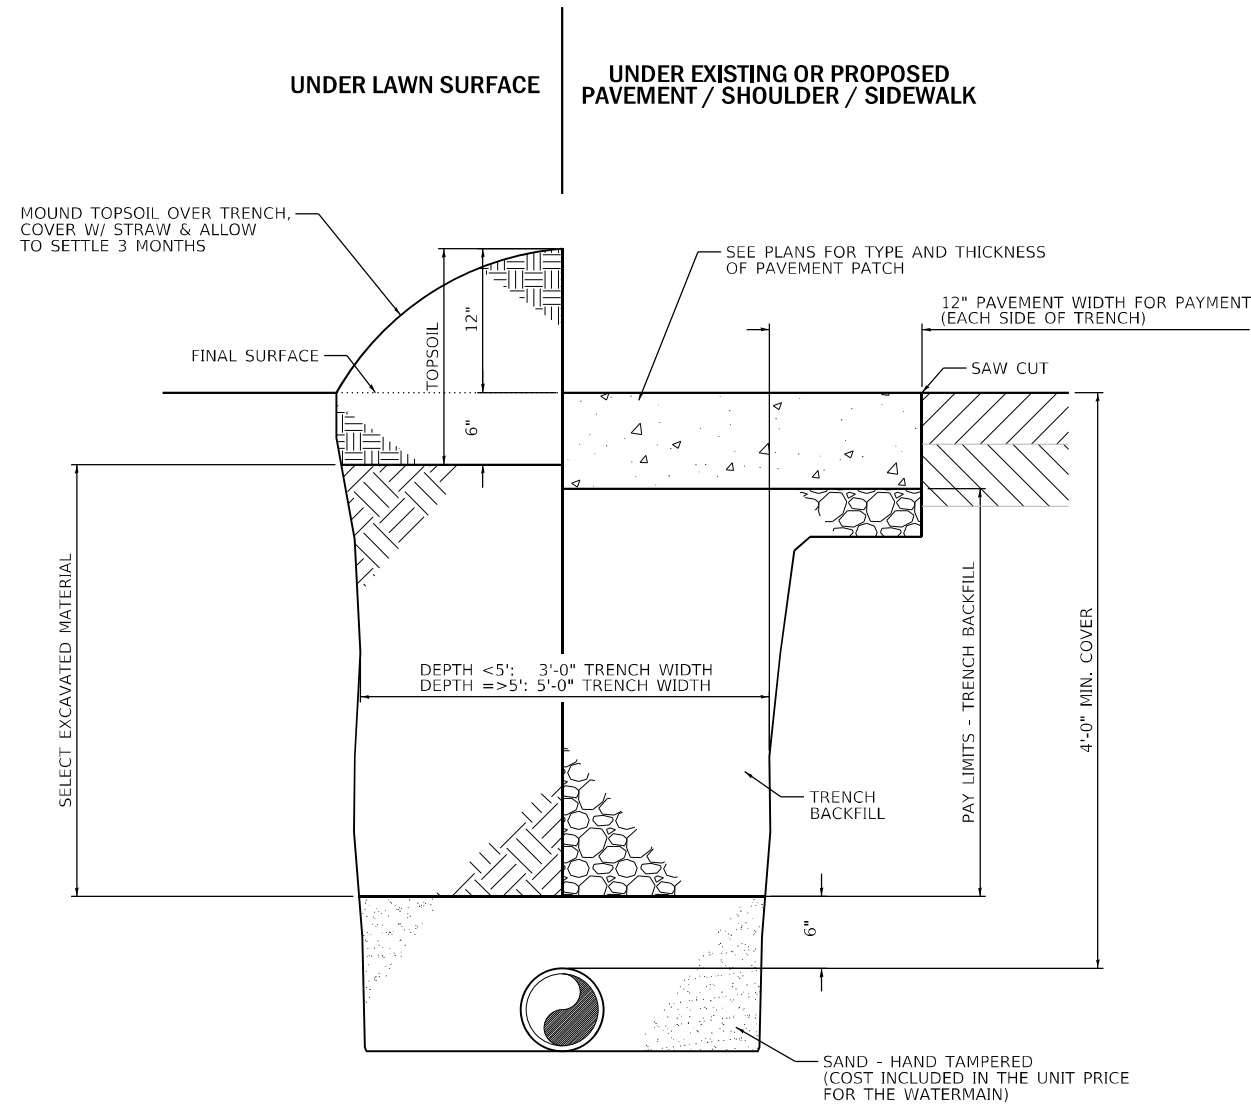 UNDER LAWN SURFACE
UNDER EXISTING OR PROPOSED
PAVEMENT / SHOULDER / SIDEWALK
MOUND TOPSOIL OVER TRENCH,
COVER W/ STRAW & ALLOW
TO SETTLE 3 MONTHS
SEE PLANS FOR TYPE AND THICKNESS
OF PAVEMENT PATCH
12" PAVEMENT WIDTH FOR PAYMENT
(EACH SIDE OF TRENCH)
FINAL SURFACE
TOPSOIL
12"
6"
SAW CUT
SELECT EXCAVATED MATERIAL
DEPTH <5': 3'-0" TRENCH WIDTH
DEPTH =>5': 5'-0" TRENCH WIDTH
TRENCH
BACKFILL
PAY LIMITS - TRENCH BACKFILL
4'-0" MIN. COVER
6"
SAND - HAND TAMPERED
(COST INCLUDED IN THE UNIT PRICE
FOR THE WATERMAIN)